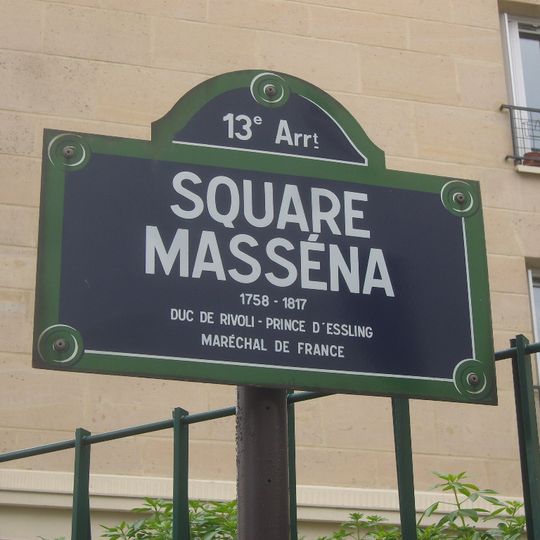 13e Arrt
SQUARE
MASSÉNA
1758 - 1817
DUC DE RIVOLI - PRINCE D'ESSLING
MARÉCHAL DE FRANCE